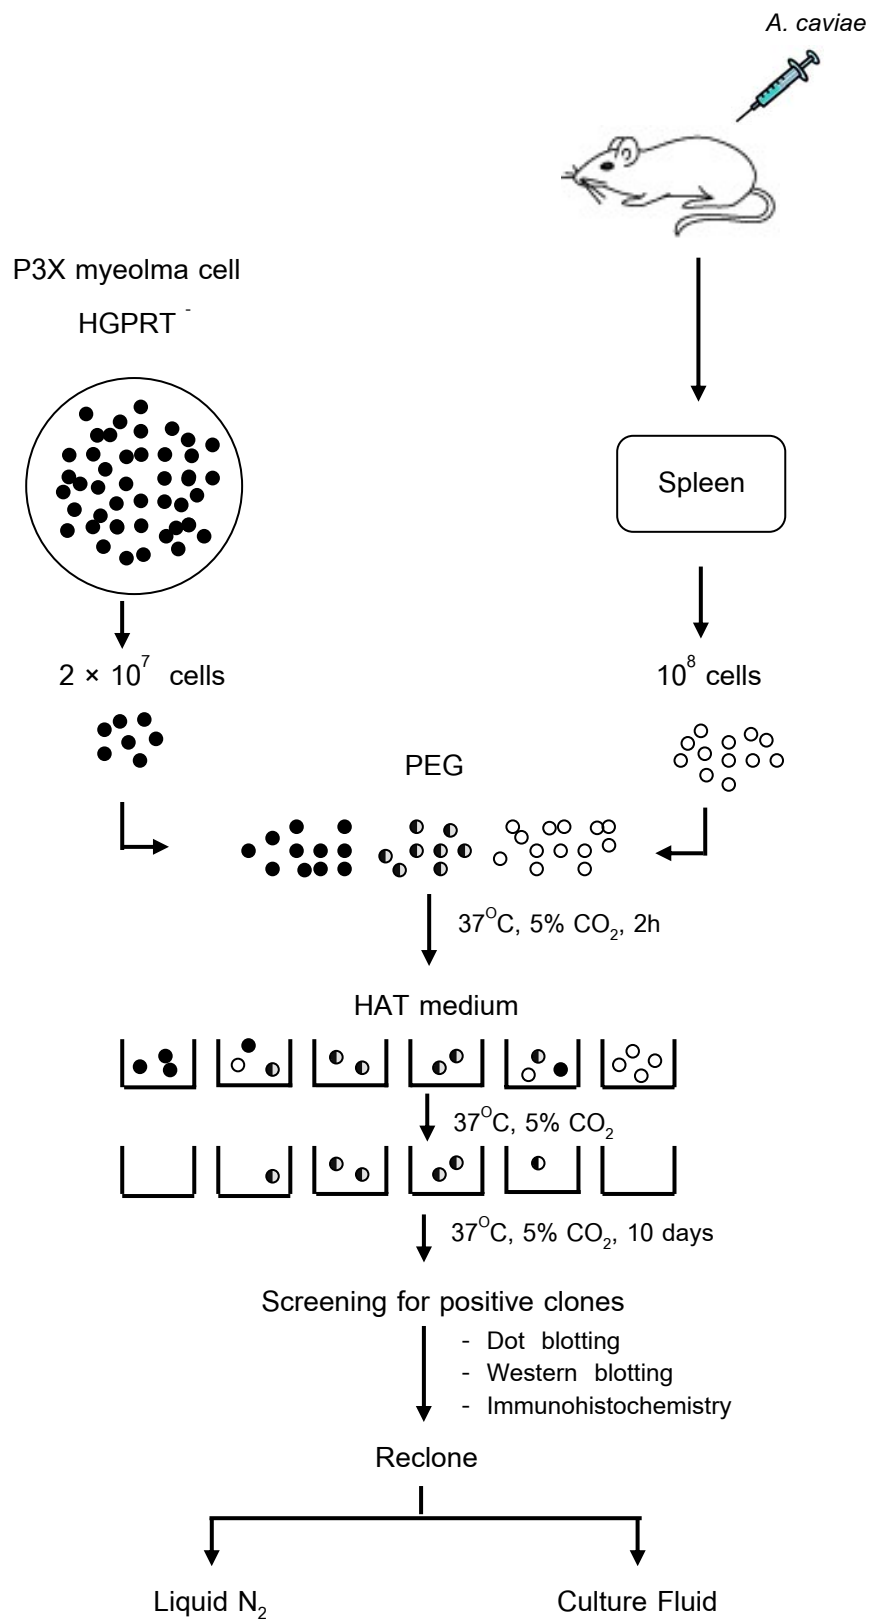 A. caviae
P3X myeolma cell
HGPRT -
Spleen
2 × 10⁷ cells
10⁸ cells
PEG
37°C, 5% CO₂, 2h
HAT medium
37°C, 5% CO₂
37°C, 5% CO₂, 10 days
Screening for positive clones
- Dot blotting
- Western blotting
- Immunohistochemistry
Reclone
Liquid N₂
Culture Fluid